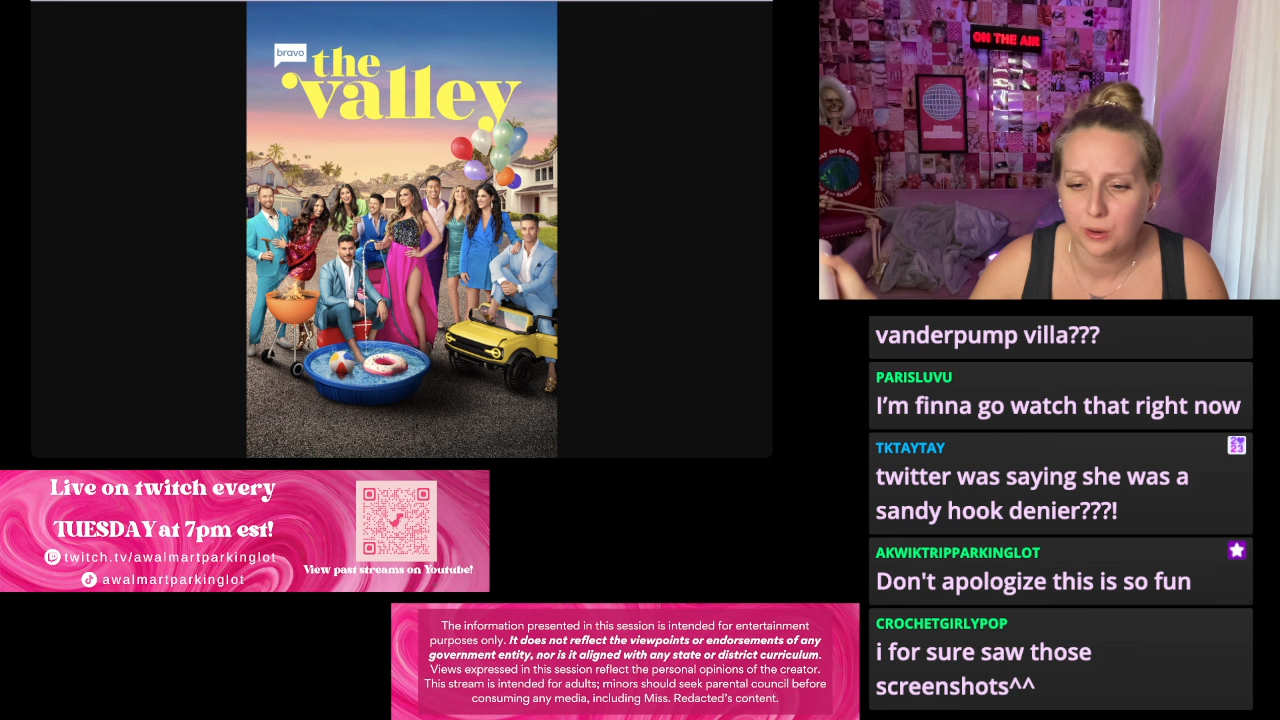 bravo
the
valley
ON THE AIR
vanderpump villa???
PARISLUVU
I'm finna go watch that right now
TKTAYTAY
2023
twitter was saying she was a
sandy hook denier???!
AKWIKTRIPPARKINGLOT
Don't apologize this is so fun
CROCHETGIRLYPOP
i for sure saw those
screenshots^^
Live on twitch every
TUESDAY at 7pm est!
twitch.tv/awalmartparkinglot
awalmartparkinglot
View past streams on Youtube!
The information presented in this session is intended for entertainment
purposes only. It does not reflect the viewpoints or endorsements of any
government entity, nor is it aligned with any state or district curriculum.
Views expressed in this session reflect the personal opinions of the creator.
This stream is intended for adults; minors should seek parental council before
consuming any media, including Miss. Redacted's content.